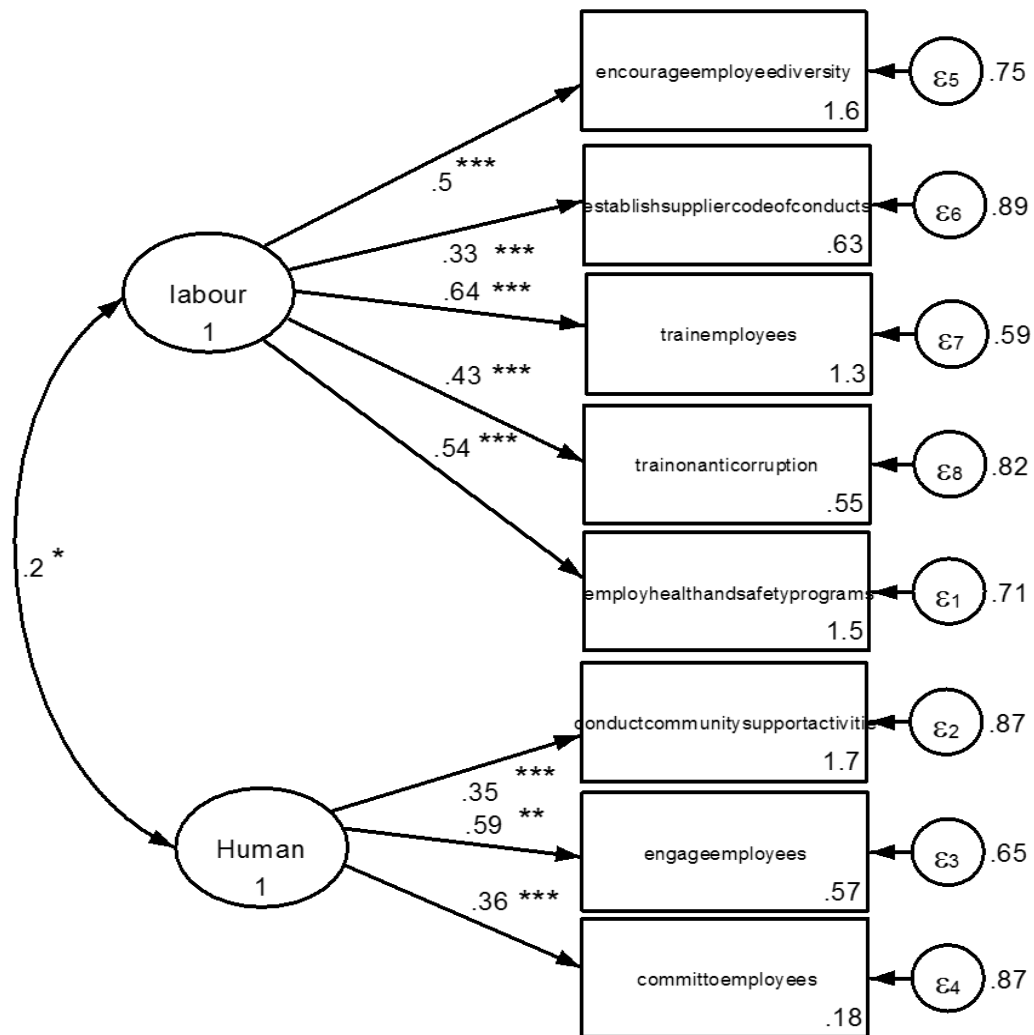 encourageemployeediversity
1.6
ε5
.75
.5 ***
establishsuppliercodeofconducts
.63
ε6
.89
.33 ***
labour
1
.64 ***
trainemployees
1.3
ε7
.59
.43 ***
trainonanticorruption
.55
ε8
.82
.54 ***
employhealthandsafetyprograms
1.5
ε1
.71
.2 *
conductcommunitysupportactivitie
1.7
ε2
.87
.35 ***
.59 **
Human
1
engageemployees
.57
ε3
.65
.36 ***
committoemployees
.18
ε4
.87